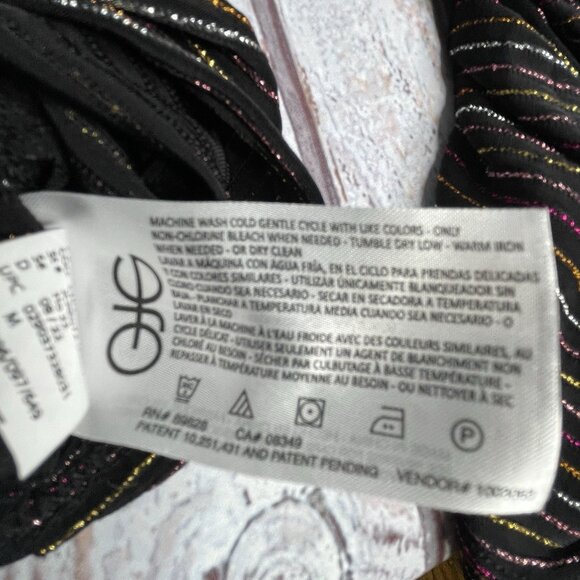 MACHINE WASH COLD GENTLE CYCLE WITH LIKE COLORS - ONLY
NON-CHLORINE BLEACH WHEN NEEDED - TUMBLE DRY LOW - WARM IRON
WHEN NEEDED - OR DRY CLEAN
LAVAR A MÁQUINA CON AGUA FRÍA, EN EL CICLO PARA PRENDAS DELICADAS
Y CON COLORES SIMILARES - UTILIZAR ÚNICAMENTE BLANQUEADOR SIN
CLORO CUANDO SEA NECESARIO - SECAR EN SECADORA A TEMPERATURA
BAJA - PLANCHAR A TEMPERATURA MEDIA CUANDO SEA NECESARIO - O
LAVAR EN SECO
LAVER À LA MACHINE À L'EAU FROIDE AVEC DES COULEURS SIMILAIRES, AU
CYCLE DÉLICAT - UTILISER SEULEMENT UN AGENT DE BLANCHIMENT NON
CHLORÉ AU BESOIN - SÉCHER PAR CULBUTAGE À BASSE TEMPÉRATURE -
REPASSER À TEMPÉRATURE MOYENNE AU BESOIN - OU NETTOYER À SEC
P
RN# 89828 CA# 08349
PATENT 10,251,431 AND PATENT PENDING VENDOR#
UPC
M